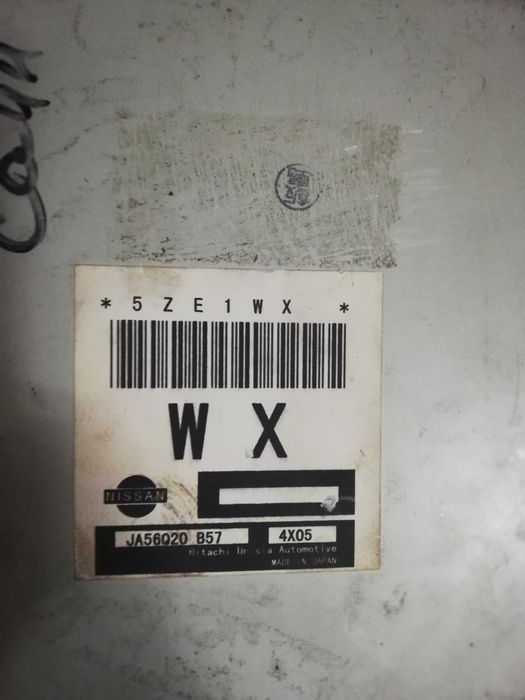 * 5 Z E 1 W X *
W X
NISSAN
JA56Q20 B57 4X05
Hitachi Unisia Automotive
MADE IN JAPAN